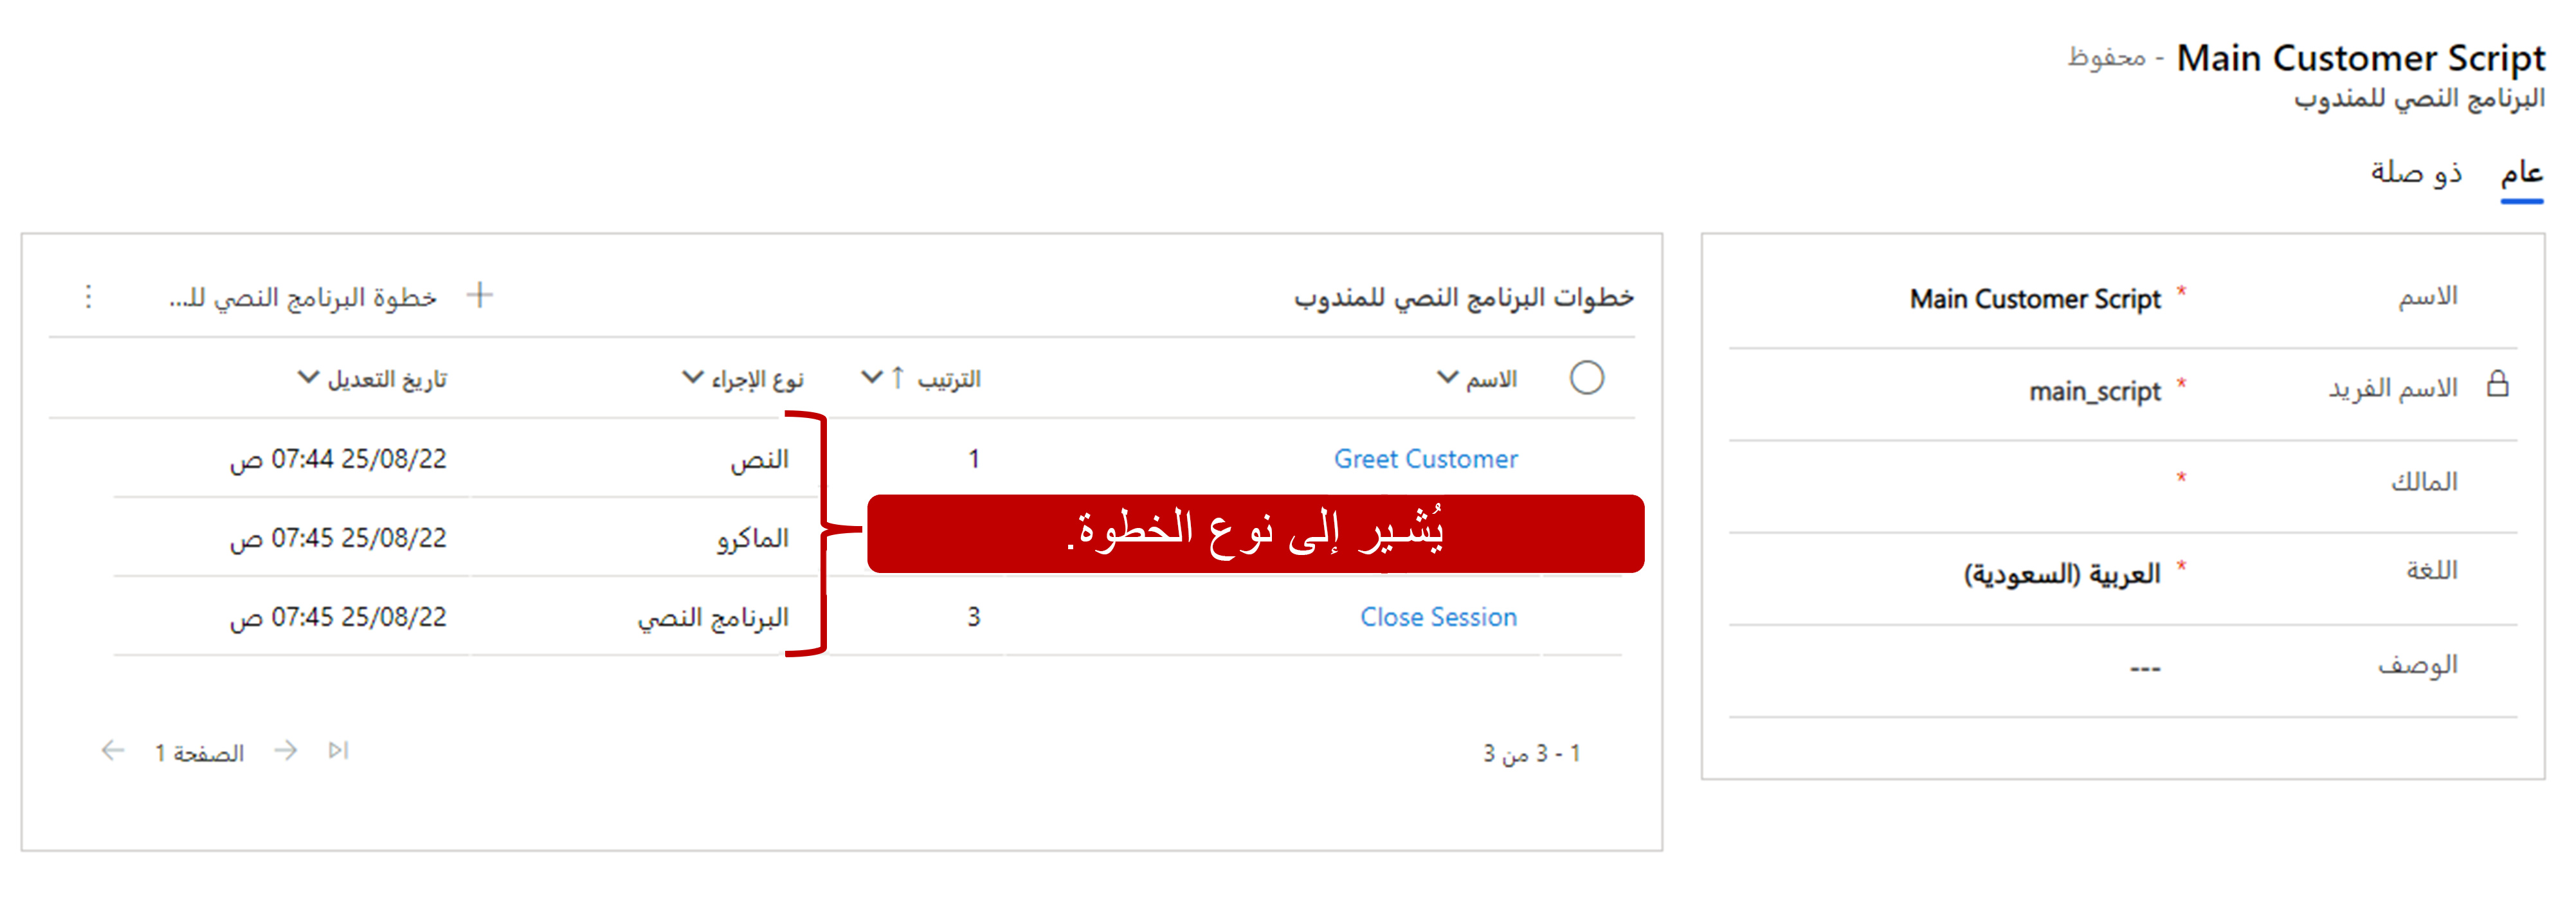 Main Customer Script - محفوظ
البرنامج النصي للمندوب
عام ذو صلة
الاسم * Main Customer Script
الاسم الفريد * main_script
المالك *
اللغة * العربية (السعودية)
الوصف ---
خطوات البرنامج النصي للمندوب + خطوة البرنامج النصي للـ...
الاسم الترتيب ↑ نوع الإجراء تاريخ التعديل
Greet Customer 1 النص 25/08/22 07:44 ص
يُشير إلى نوع الخطوة.
الماكرو 25/08/22 07:45 ص
Close Session 3 البرنامج النصي 25/08/22 07:45 ص
1 - 3 من 3
الصفحة 1